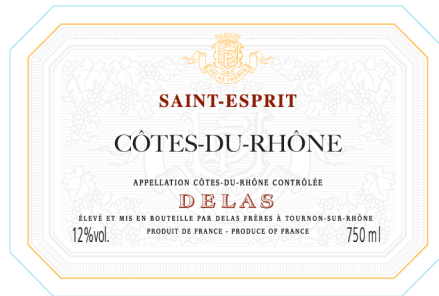 SAINT-ESPRIT
CÔTES-DU-RHÔNE
APPELLATION CÔTES-DU-RHÔNE CONTRÔLÉE
DELAS
ÉLEVÉ ET MIS EN BOUTEILLE PAR DELAS FRÈRES À TOURNON-SUR-RHÔNE
12%vol. PRODUIT DE FRANCE - PRODUCE OF FRANCE 750 ml